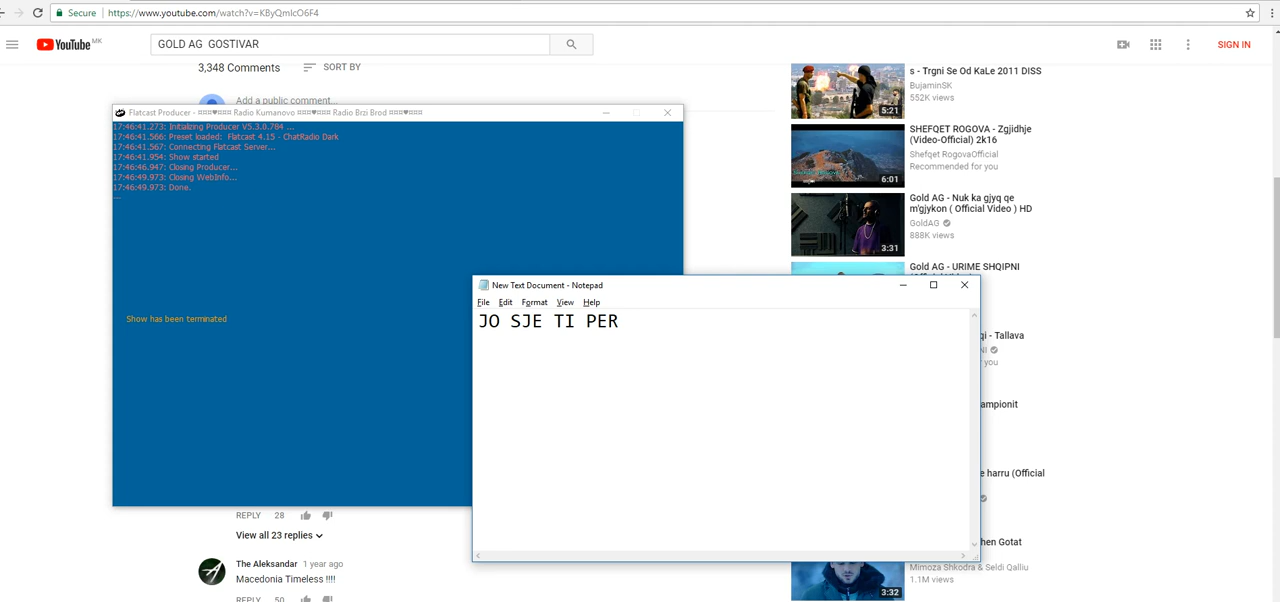 Secure https://www.youtube.com/watch?v=KByQmlcO6F4
YouTube MK
GOLD AG GOSTIVAR
SIGN IN
3,348 Comments
SORT BY
Add a public comment...
Flatcast Producer - ¤¤¤♥¤¤¤ Radio Kumanovo ¤¤¤♥¤¤¤ Radio Brzi Brod ¤¤¤♥¤¤¤
17:46:41.273: Initializing Producer V5.3.0.784 ...
17:46:41.566: Preset loaded: Flatcast 4.15 - ChatRadio Dark
17:46:41.567: Connecting Flatcast Server...
17:46:41.954: Show started
17:46:46.947: Closing Producer...
17:46:49.973: Closing WebInfo...
17:46:49.973: Done.
Show has been terminated
New Text Document - Notepad
File Edit Format View Help
JO SJE TI PER
REPLY 28
View all 23 replies
The Aleksandar 1 year ago
Macedonia Timeless !!!!
REPLY 50
s - Trgni Se Od KaLe 2011 DISS
BujaminSK
552K views
5:21
SHEFQET ROGOVA - Zgjidhje
(Video-Official) 2k16
Shefqet RogovaOfficial
Recommended for you
6:01
Gold AG - Nuk ka gjyq qe
m'gjykon ( Official Video ) HD
GoldAG
888K views
3:31
Gold AG - URIME SHQIPNI
qi - Tallava
NI
you
ampionit
e harru (Official
hen Gotat
Mimoza Shkodra & Seldi Qalliu
1.1M views
3:32